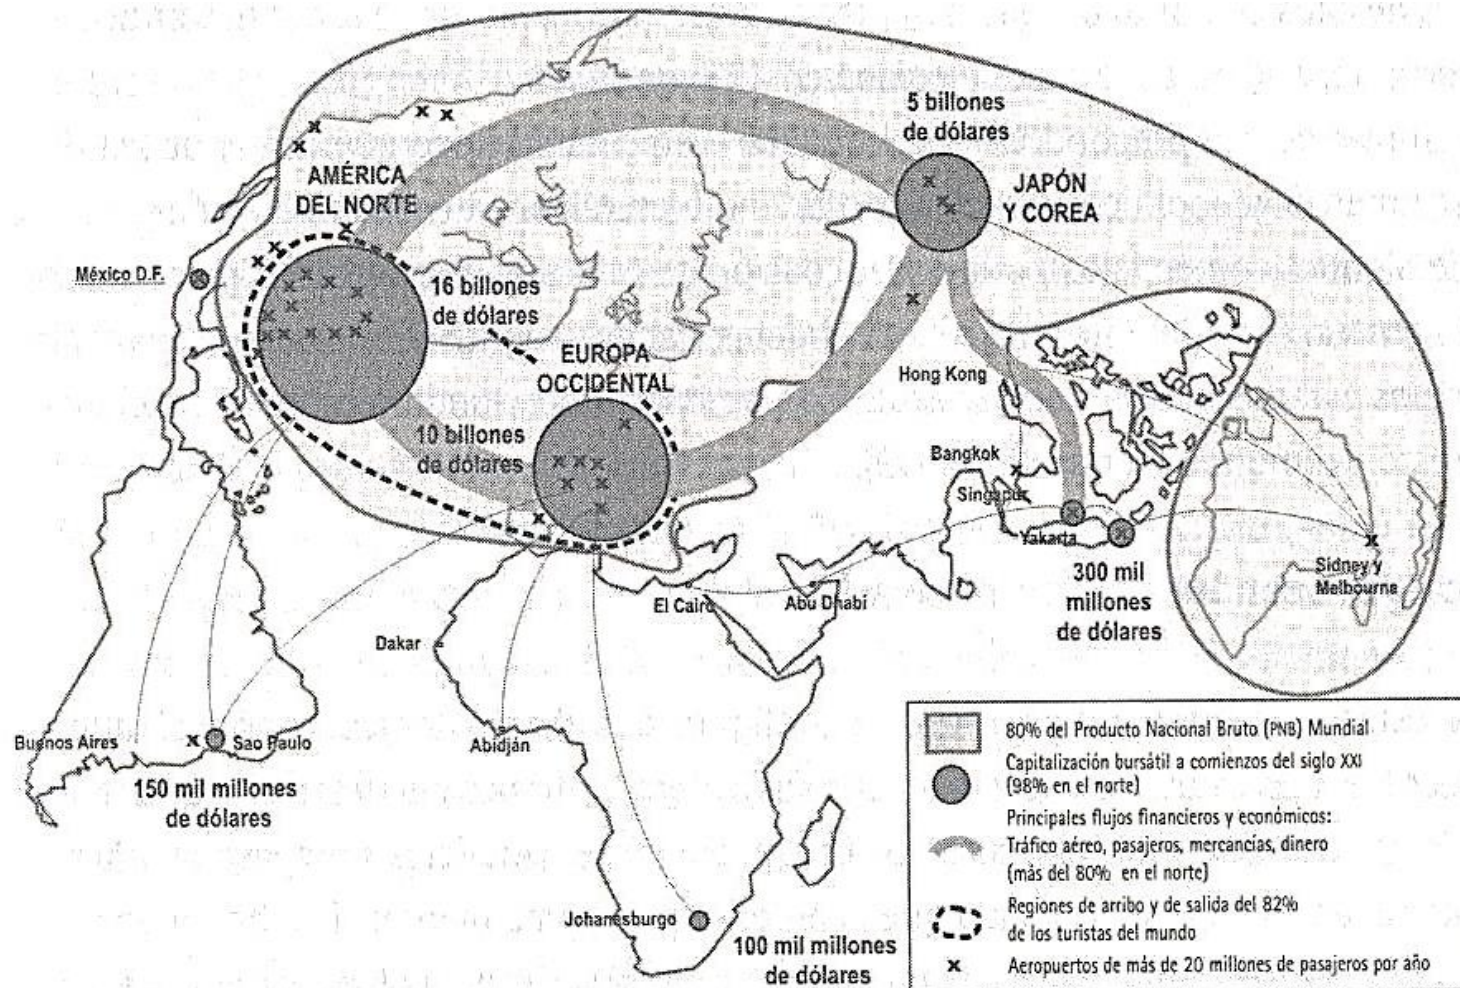 5 billones
de dólares
AMÉRICA
DEL NORTE
JAPÓN
Y COREA
México D.F.
16 billones
de dólares
EUROPA
OCCIDENTAL
Hong Kong
10 billones
de dólares
Bangkok
Singapur
Yakarta
Sidney y
Melbourne
300 mil
millones
de dólares
El Cairo
Abu Dhabi
Dakar
Buenos Aires
Sao Paulo
Abidján
150 mil millones
de dólares
Johanesburgo
100 mil millones
de dólares
80% del Producto Nacional Bruto (PNB) Mundial
Capitalización bursátil a comienzos del siglo XXI
(98% en el norte)
Principales flujos financieros y económicos:
Tráfico aéreo, pasajeros, mercancías, dinero
(más del 80% en el norte)
Regiones de arribo y de salida del 82%
de los turistas del mundo
x Aeropuertos de más de 20 millones de pasajeros por año